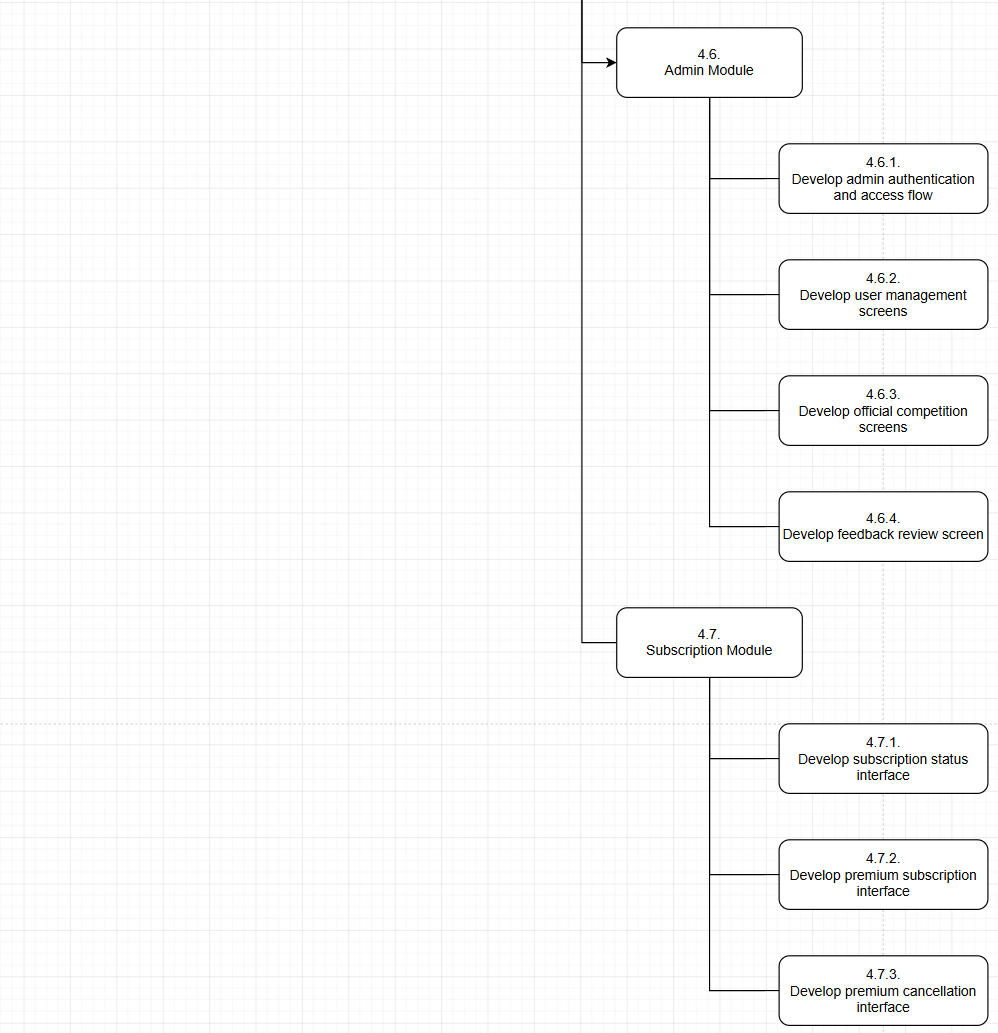 4.6.
Admin Module
4.6.1.
Develop admin authentication
and access flow
4.6.2.
Develop user management
screens
4.6.3.
Develop official competition
screens
4.6.4.
Develop feedback review screen
4.7.
Subscription Module
4.7.1.
Develop subscription status
interface
4.7.2.
Develop premium subscription
interface
4.7.3.
Develop premium cancellation
interface